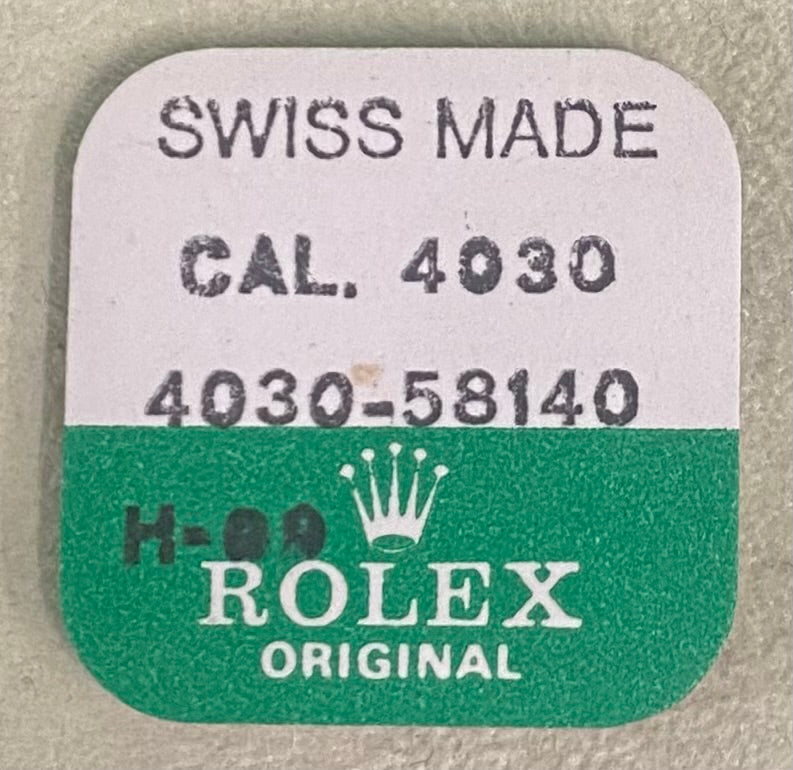 SWISS MADE
CAL. 4030
4030-58140
ROLEX
ORIGINAL